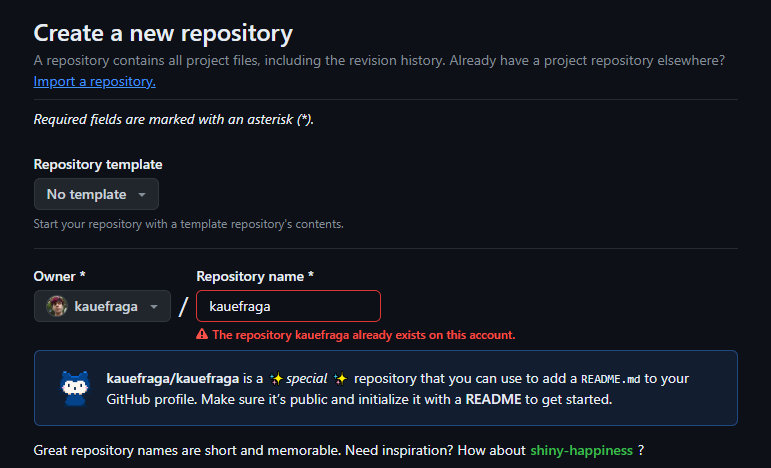 Create a new repository
A repository contains all project files, including the revision history. Already have a project repository elsewhere?
Import a repository.
Required fields are marked with an asterisk (*).
Repository template
No template
Start your repository with a template repository's contents.
Owner *
Repository name *
kauefraga
/
kauefraga
The repository kauefraga already exists on this account.
kauefraga/kauefraga is a ✨ special ✨ repository that you can use to add a README.md to your
GitHub profile. Make sure it’s public and initialize it with a README to get started.
Great repository names are short and memorable. Need inspiration? How about shiny-happiness ?